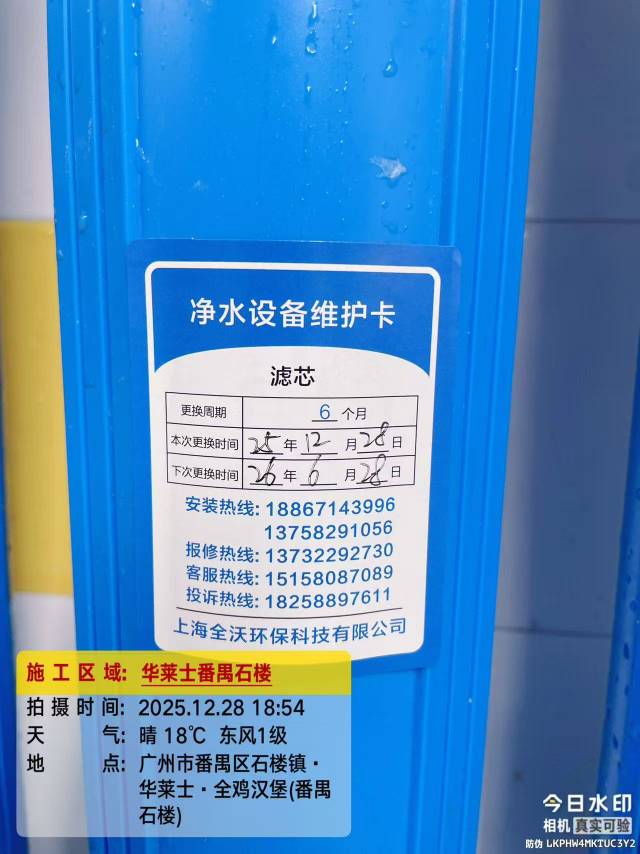 净水设备维护卡
滤芯
更换周期 6 个月
本次更换时间 25 年 12 月 28 日
下次更换时间 26 年 6 月 28 日
安装热线: 18867143996
13758291056
报修热线: 13732292730
客服热线: 15158087089
投诉热线: 18258897611
上海全沃环保科技有限公司
施工区域: 华莱士番禺石楼
拍摄时间: 2025.12.28 18:54
天气: 晴 18℃ 东风1级
地点: 广州市番禺区石楼镇·
华莱士·全鸡汉堡(番禺
石楼)
今日水印
相机 真实可验
防伪 LKPHW4MKTUC3Y2